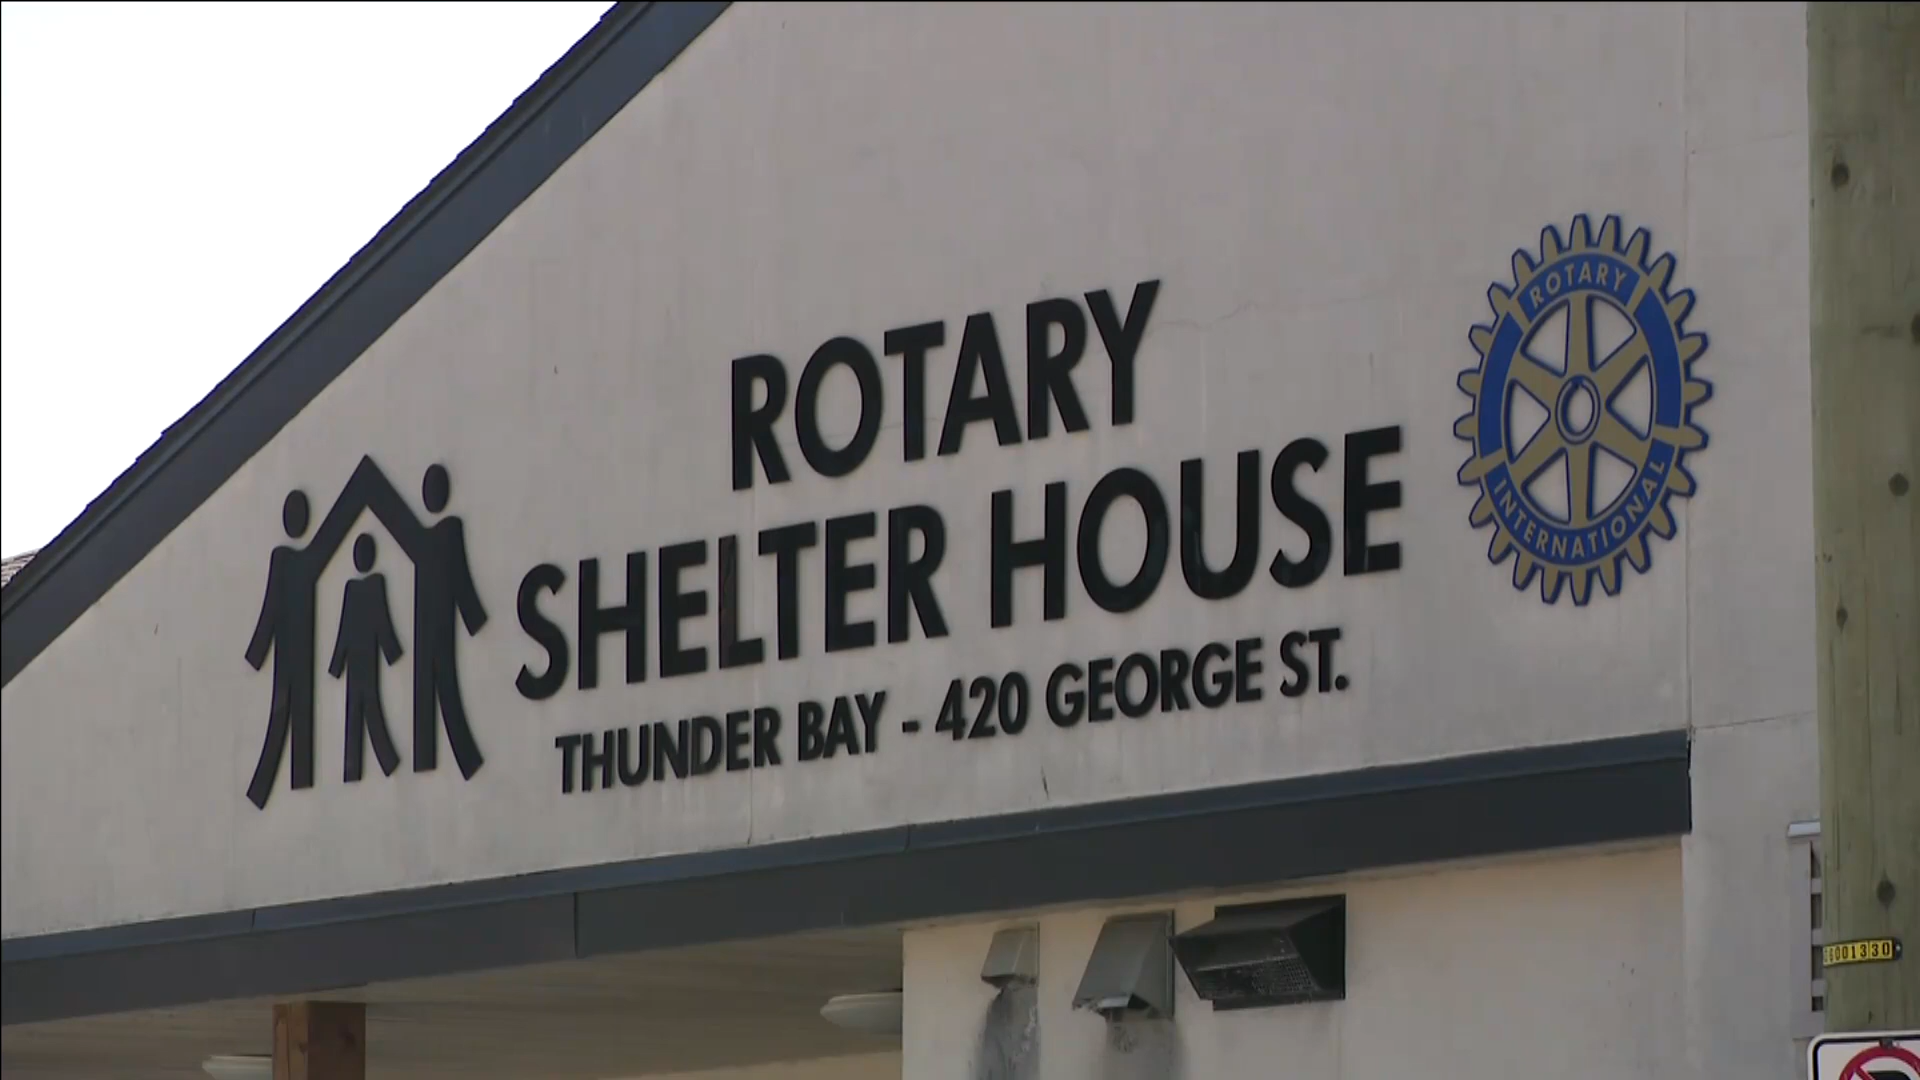 ROTARY
SHELTER HOUSE
THUNDER BAY - 420 GEORGE ST.
ROTARY
INTERNATIONAL